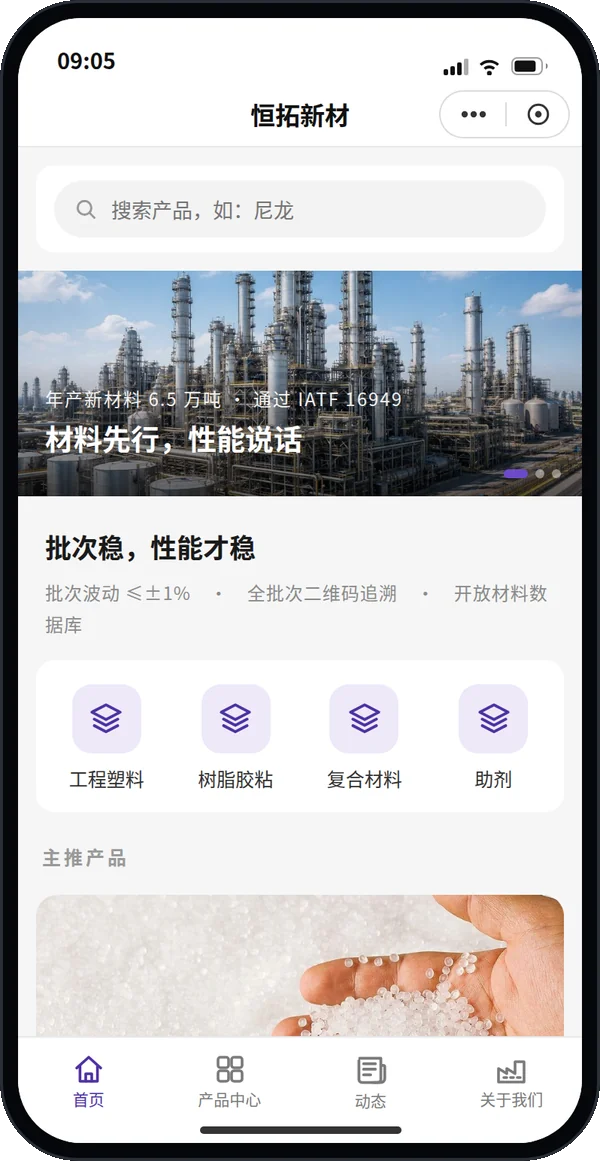 09:05
恒拓新材
搜索产品，如：尼龙
年产新材料 6.5 万吨 · 通过 IATF 16949
材料先行，性能说话
批次稳，性能才稳
批次波动 ≤±1% · 全批次二维码追溯 · 开放材料数
据库
工程塑料 树脂胶粘 复合材料 助剂
主推产品
首页 产品中心 动态 关于我们